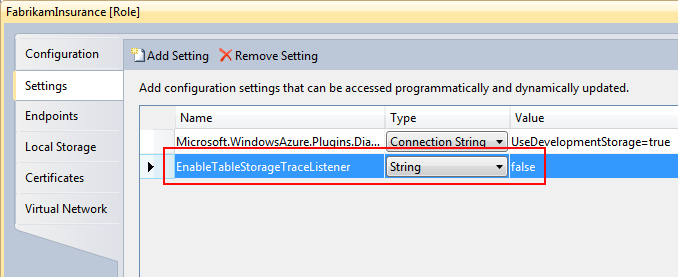 FabrikamInsurance [Role]
Configuration
Settings
Endpoints
Local Storage
Certificates
Virtual Network
Add Setting Remove Setting
Add configuration settings that can be accessed programmatically and dynamically updated.
Name Type Value
Microsoft.WindowsAzure.Plugins.Dia... Connection String UseDevelopmentStorage=true
EnableTableStorageTraceListener String false